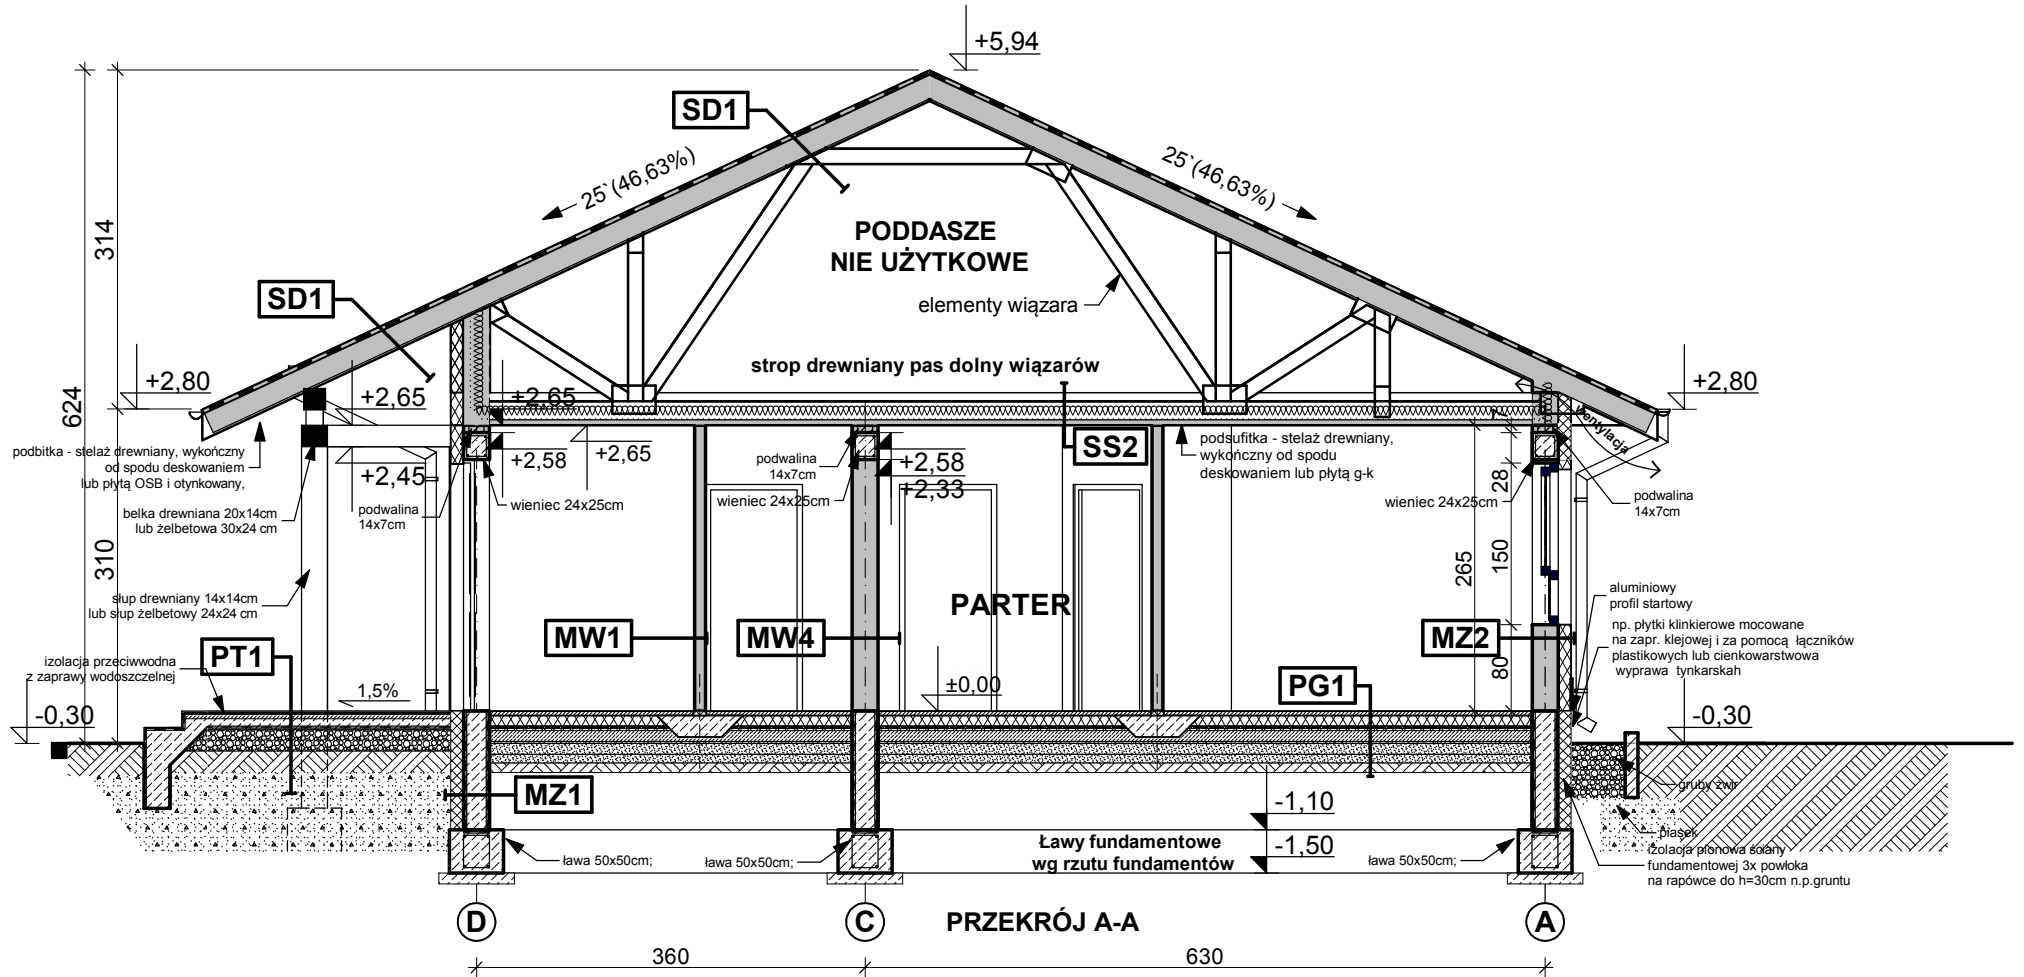 +5,94
SD1
25`(46,63%)
25`(46,63%)
624
314
310
PODDASZE
NIE UŻYTKOWE
elementy wiązara
SD1
strop drewniany pas dolny wiązarów
+2,80
+2,65
+2,65
+2,80
7
wentylacja
podbitka - stelaż drewniany, wykończny
od spodu deskowaniem
lub płytą OSB i otynkowany,
+2,45
+2,58
+2,65
podwalina
14x7cm
+2,58
+2,33
SS2
podsufitka - stelaż drewniany,
wykończny od spodu
deskowaniem lub płytą g-k
28
belka drewniana 20x14cm
lub żelbetowa 30x24 cm
podwalina
14x7cm
wieniec 24x25cm
wieniec 24x25cm
wieniec 24x25cm
podwalina
14x7cm
265
150
80
słup drewniany 14x14cm
lub słup żelbetowy 24x24 cm
PARTER
aluminiowy
profil startowy
MW1
MW4
MZ2
np. płytki klinkierowe mocowane
na zapr. klejowej i za pomocą łączników
plastikowych lub cienkowarstwowa
wyprawa tynkarskah
PT1
izolacja przeciwwodna
z zaprawy wodoszczelnej
1,5%
±0,00
PG1
-0,30
-0,30
MZ1
gruby żwir
-1,10
piasek
Ławy fundamentowe
wg rzutu fundamentów
-1,50
ława 50x50cm;
ława 50x50cm;
ława 50x50cm;
izolacja pionowa ściany
fundamentowej 3x powłoka
na rapówce do h=30cm n.p.gruntu
D
C
PRZEKRÓJ A-A
A
360
630